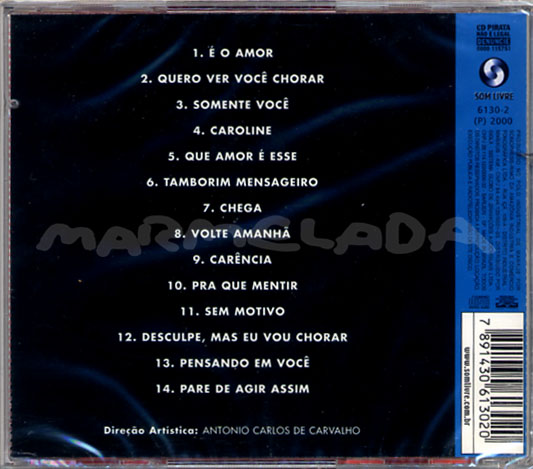 1. É O AMOR
2. QUERO VER VOCÊ CHORAR
3. SOMENTE VOCÊ
4. CAROLINE
5. QUE AMOR É ESSE
6. TAMBORIM MENSAGEIRO
7. CHEGA
8. VOLTE AMANHÃ
9. CARÊNCIA
10. PRA QUE MENTIR
11. SEM MOTIVO
12. DESCULPE, MAS EU VOU CHORAR
13. PENSANDO EM VOCÊ
14. PARE DE AGIR ASSIM
Direção Artística: ANTONIO CARLOS DE CARVALHO
marmelada
CD PIRATA
NÃO É LEGAL
DENUNCIE
SOM LIVRE
6130-2
(P) 2000
www.somlivre.com.br
7 891430 613020